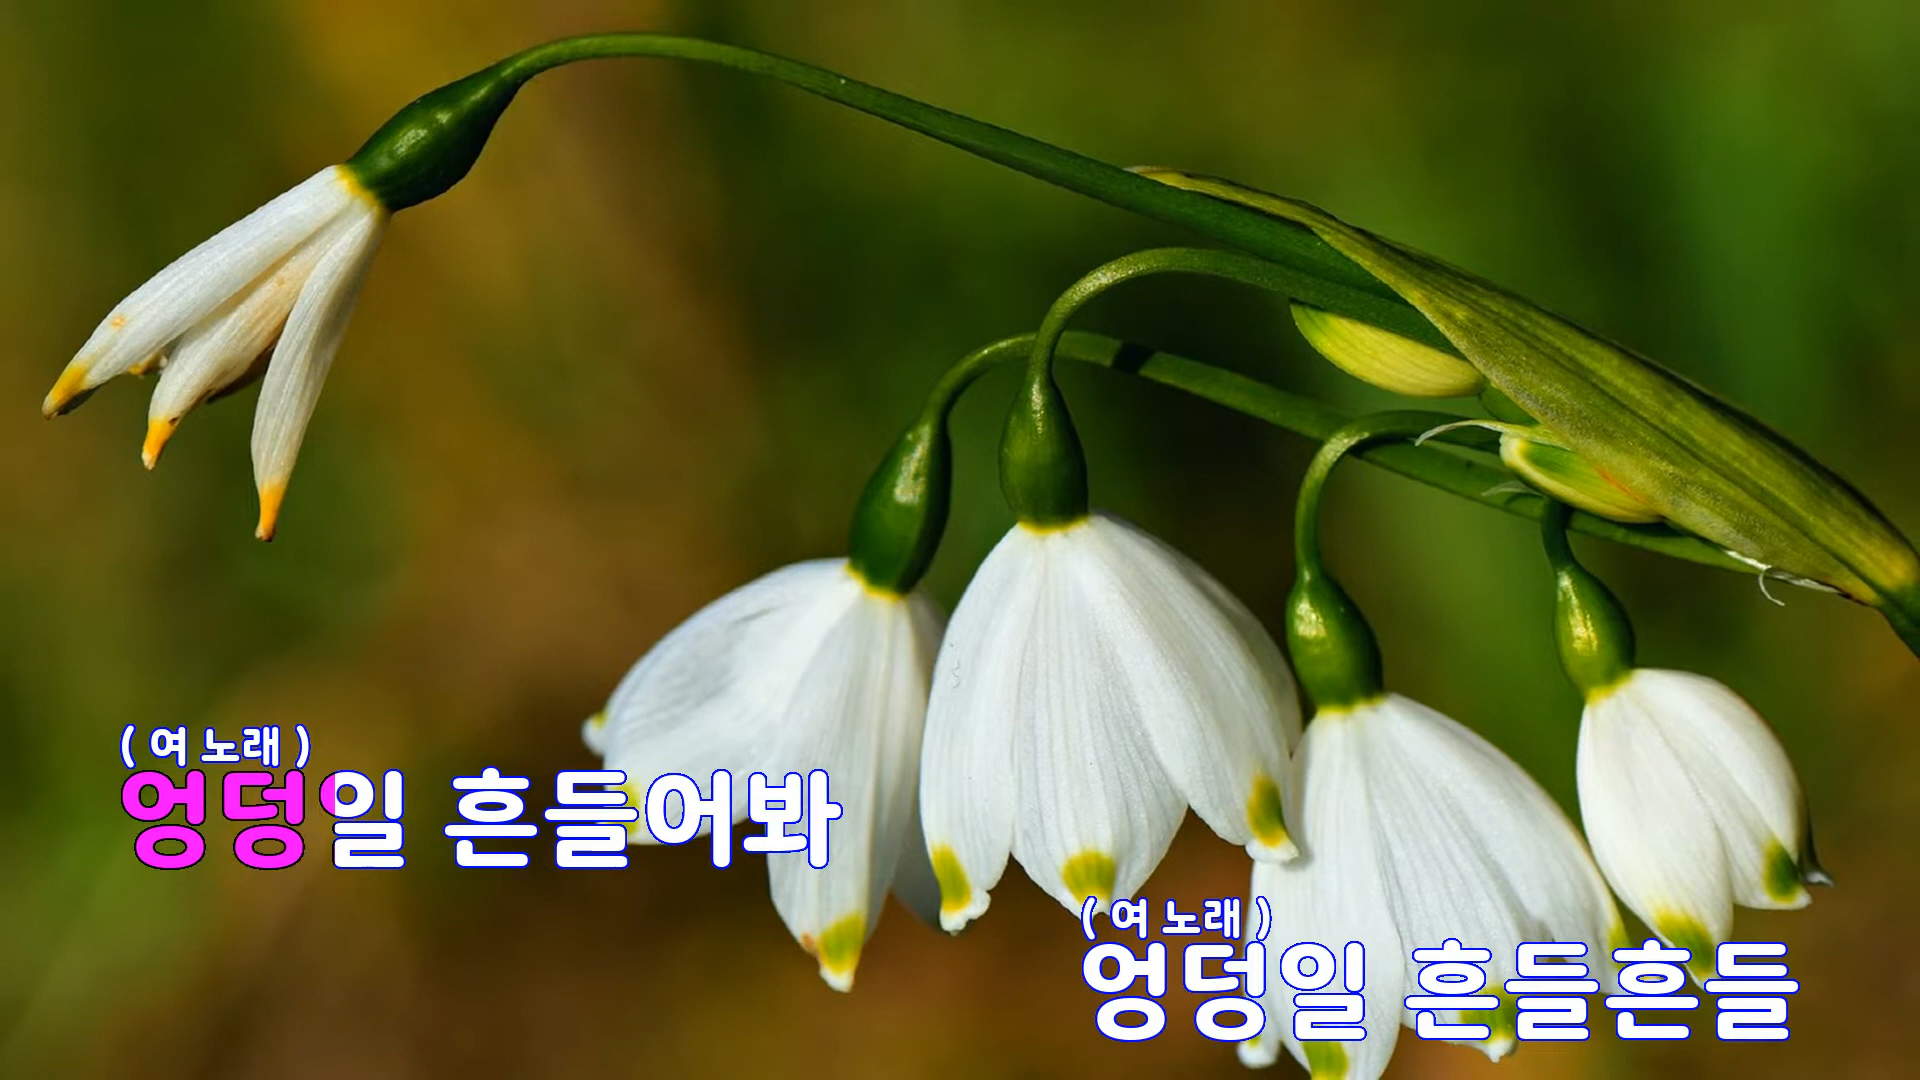 ( 여 노래 )
엉덩일 흔들어봐
( 여 노래 )
엉덩일 흔들흔들